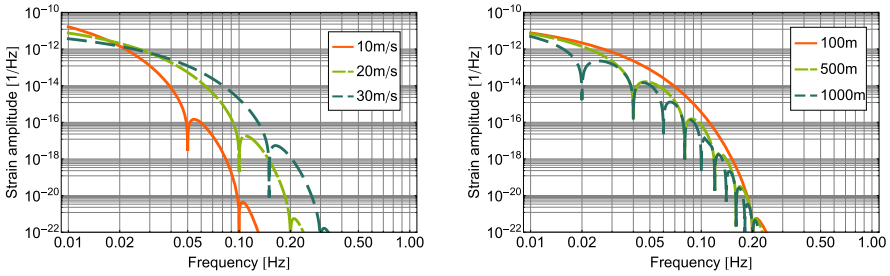 Strain amplitude [1/Hz]
10⁻¹⁰
10⁻¹²
10⁻¹⁴
10⁻¹⁶
10⁻¹⁸
10⁻²⁰
10⁻²²
10m/s
20m/s
30m/s
0.01 0.02 0.05 0.10 0.20 0.50 1.00
Frequency [Hz]
Strain amplitude [1/Hz]
10⁻¹⁰
10⁻¹²
10⁻¹⁴
10⁻¹⁶
10⁻¹⁸
10⁻²⁰
10⁻²²
100m
500m
1000m
0.01 0.02 0.05 0.10 0.20 0.50 1.00
Frequency [Hz]